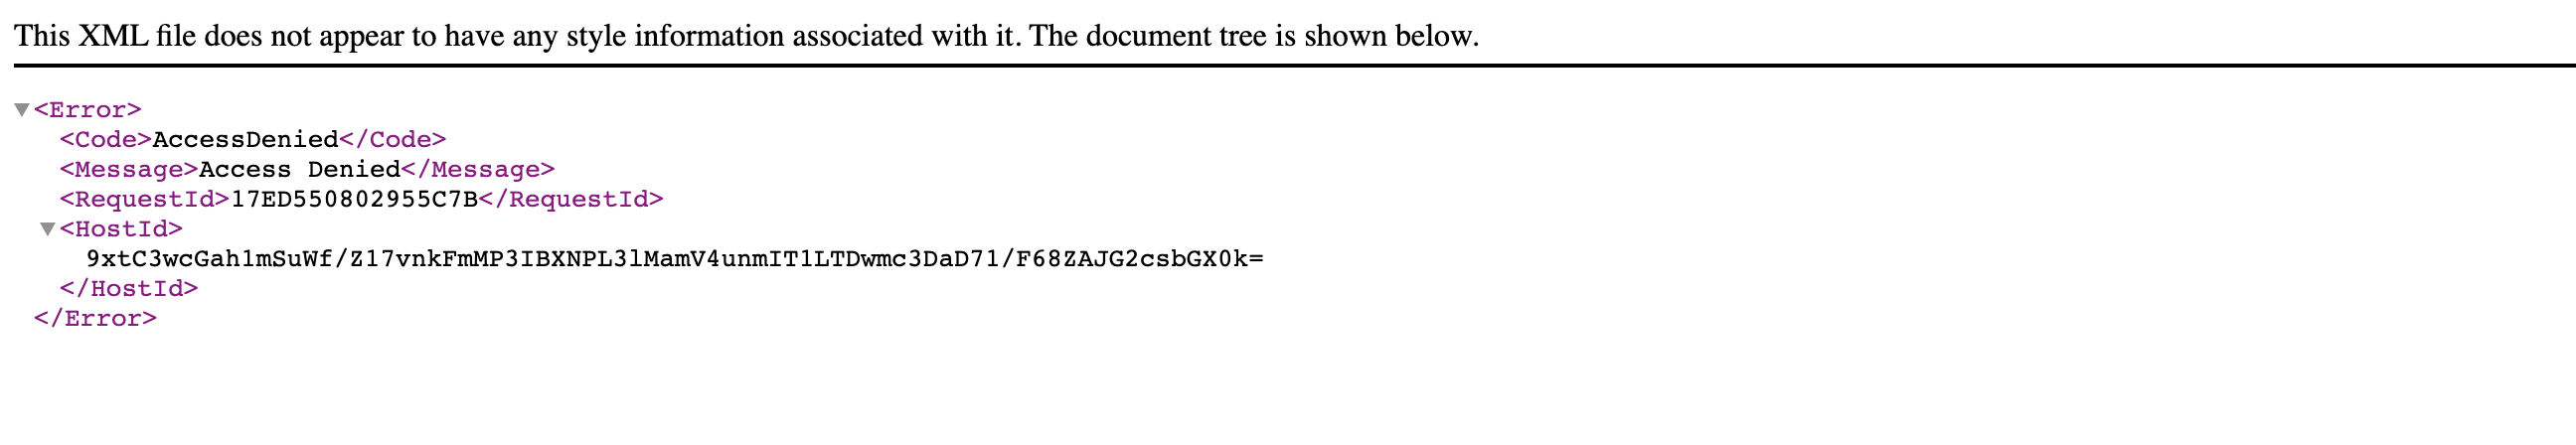 This XML file does not appear to have any style information associated with it. The document tree is shown below.
▼<Error>
<Code>AccessDenied</Code>
<Message>Access Denied</Message>
<RequestId>17ED550802955C7B</RequestId>
▼<HostId>
9xtC3wcGah1mSuWf/Z17vnkFmMP3IBXNPL3lMamV4unmIT1LTDwmc3DaD71/F68ZAJG2csbGX0k=
</HostId>
</Error>